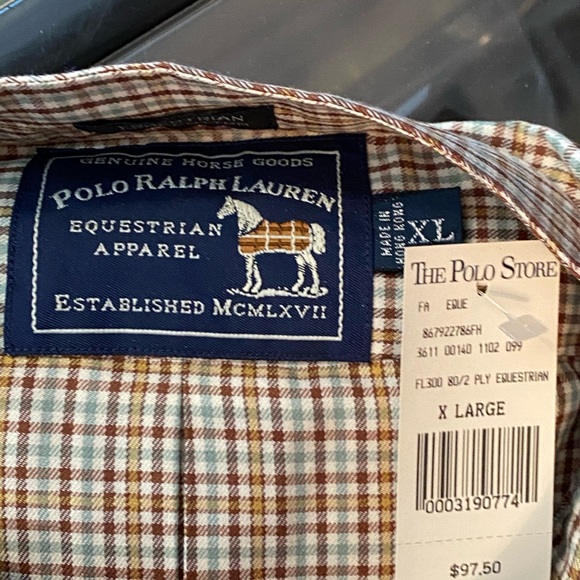 EQUESTRIAN
GENUINE HORSE GOODS
POLO RALPH LAUREN
EQUESTRIAN
APPAREL
ESTABLISHED MCMLXVII
MADE IN
HONG KONG
XL
THE POLO STORE
FA EQUE
867922786FH
3611 00140 1102 099
FL300 80/2 PLY EQUESTRIAN
X LARGE
0003190774
$97.50